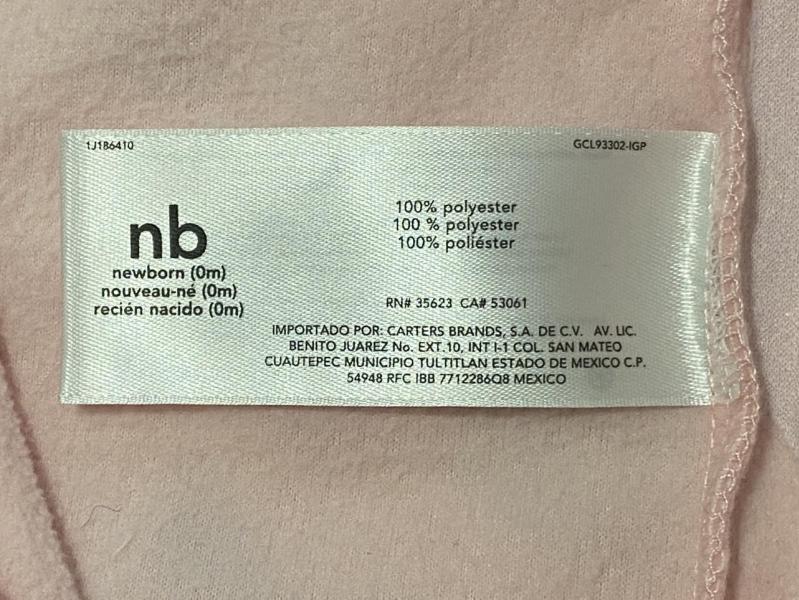 1J186410
GCL93302-IGP
nb
newborn (0m)
nouveau-né (0m)
recién nacido (0m)
100% polyester
100 % polyester
100% poliéster
RN# 35623 CA# 53061
IMPORTADO POR: CARTERS BRANDS, S.A. DE C.V. AV. LIC.
BENITO JUAREZ No. EXT.10, INT I-1 COL. SAN MATEO
CUAUTEPEC MUNICIPIO TULTITLAN ESTADO DE MEXICO C.P.
54948 RFC IBB 7712286Q8 MEXICO